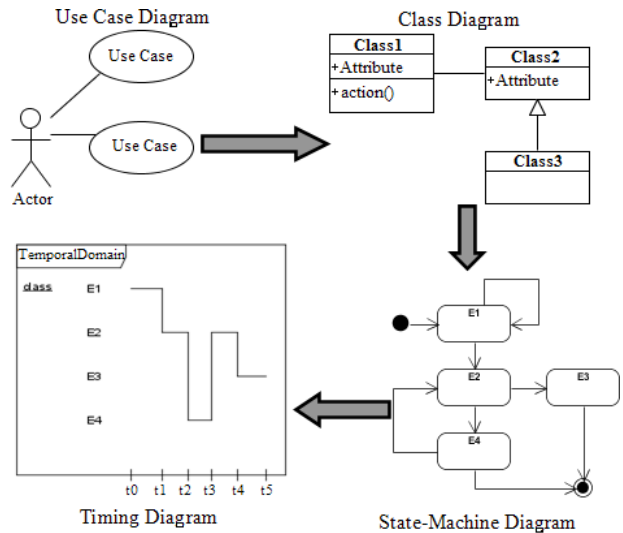 Use Case Diagram
Use Case
Use Case
Actor
Class Diagram
Class1
+Attribute
+action()
Class2
+Attribute
Class3
TemporalDomain
class
E1
E2
E3
E4
t0 t1 t2 t3 t4 t5
Timing Diagram
E1
E2
E3
E4
State-Machine Diagram